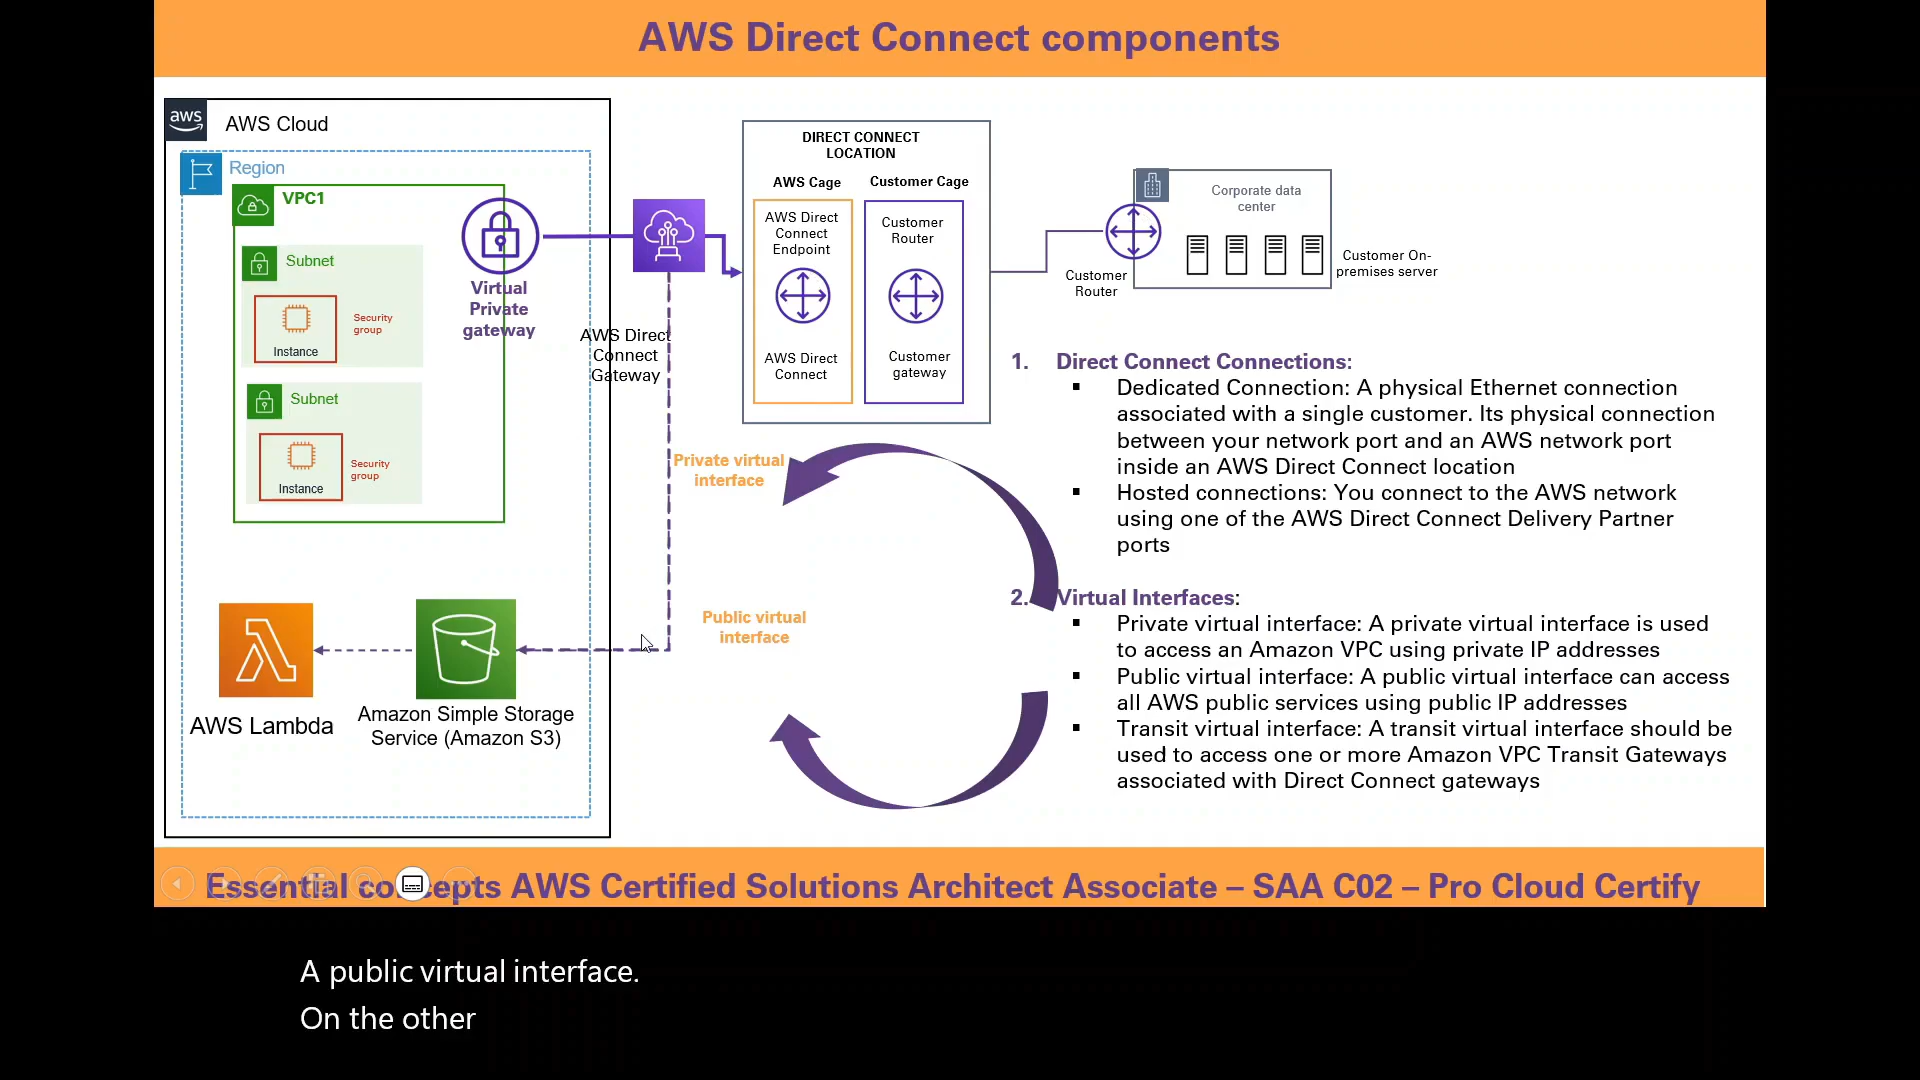 AWS Direct Connect components
aws
AWS Cloud
Region
VPC1
Subnet
Instance
Security
group
Subnet
Instance
Security
group
Virtual
Private
gateway
AWS Direct
Connect
Gateway
DIRECT CONNECT
LOCATION
AWS Cage
Customer Cage
AWS Direct
Connect
Endpoint
AWS Direct
Connect
Customer
Router
Customer
gateway
Corporate data
center
Customer
Router
Customer On-
premises server
Private virtual
interface
Public virtual
interface
AWS Lambda
Amazon Simple Storage
Service (Amazon S3)
1. Direct Connect Connections:
▪ Dedicated Connection: A physical Ethernet connection
associated with a single customer. Its physical connection
between your network port and an AWS network port
inside an AWS Direct Connect location
▪ Hosted connections: You connect to the AWS network
using one of the AWS Direct Connect Delivery Partner
ports
2. Virtual Interfaces:
▪ Private virtual interface: A private virtual interface is used
to access an Amazon VPC using private IP addresses
▪ Public virtual interface: A public virtual interface can access
all AWS public services using public IP addresses
▪ Transit virtual interface: A transit virtual interface should be
used to access one or more Amazon VPC Transit Gateways
associated with Direct Connect gateways
Essential concepts AWS Certified Solutions Architect Associate – SAA C02 – Pro Cloud Certify
A public virtual interface.
On the other